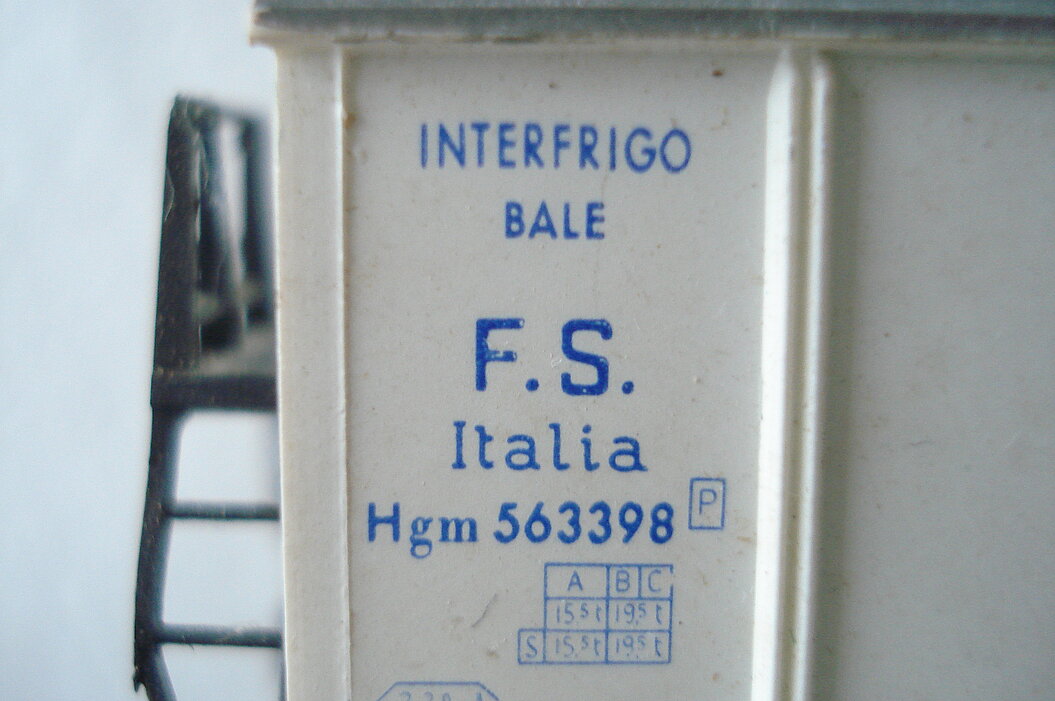 INTERFRIGO
BALE
F.S.
Italia
Hgm 563398 P
A B C
15,5 t 19,5 t
S 15,5 t 19,5 t